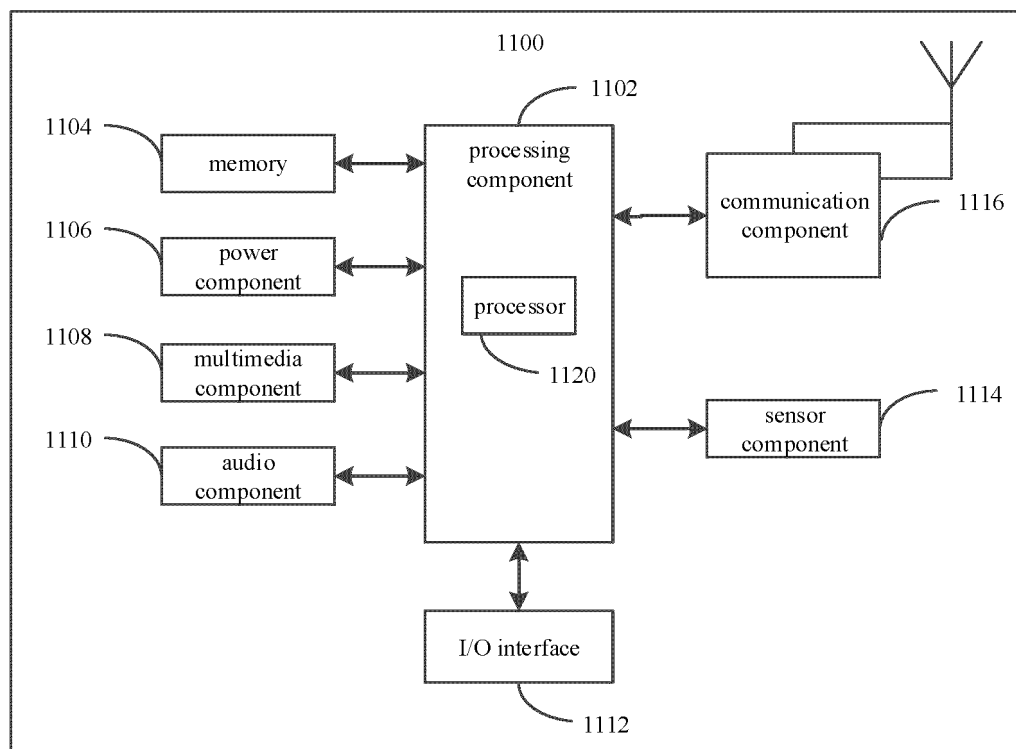 1100
1102
1104
memory
processing
component
communication
component
1116
1106
power
component
processor
1120
1108
multimedia
component
1114
sensor
component
1110
audio
component
I/O interface
1112